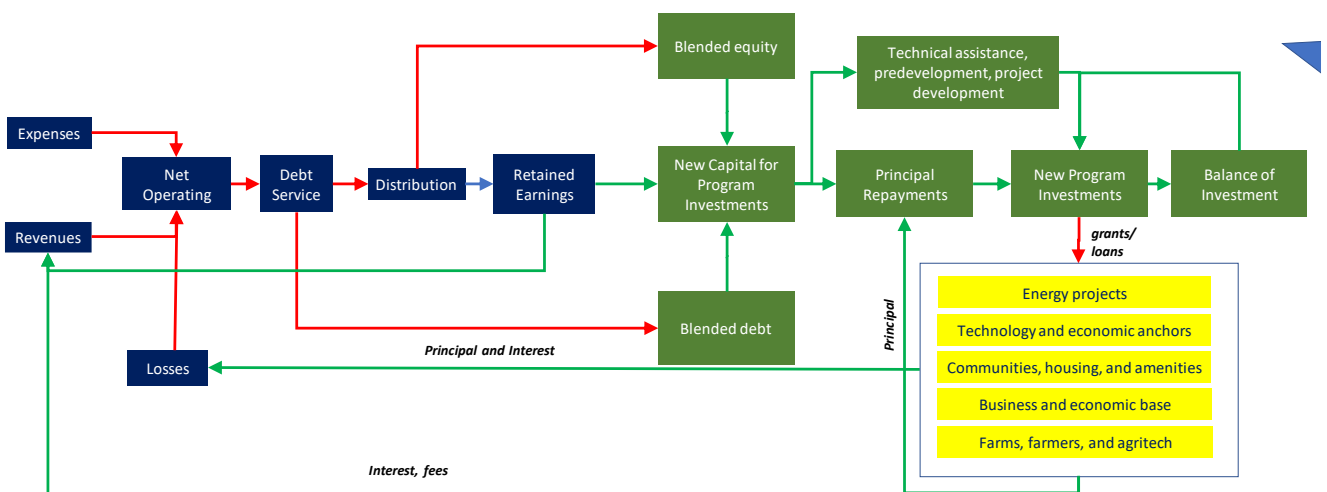 Blended equity
Technical assistance,
predevelopment, project
development
Expenses
Net
Operating
Debt
Service
Distribution
Retained
Earnings
New Capital for
Program
Investments
Principal
Repayments
New Program
Investments
Balance of
Investment
Revenues
grants/
loans
Energy projects
Technology and economic anchors
Communities, housing, and amenities
Business and economic base
Farms, farmers, and agritech
Principal
Blended debt
Principal and Interest
Losses
Interest, fees